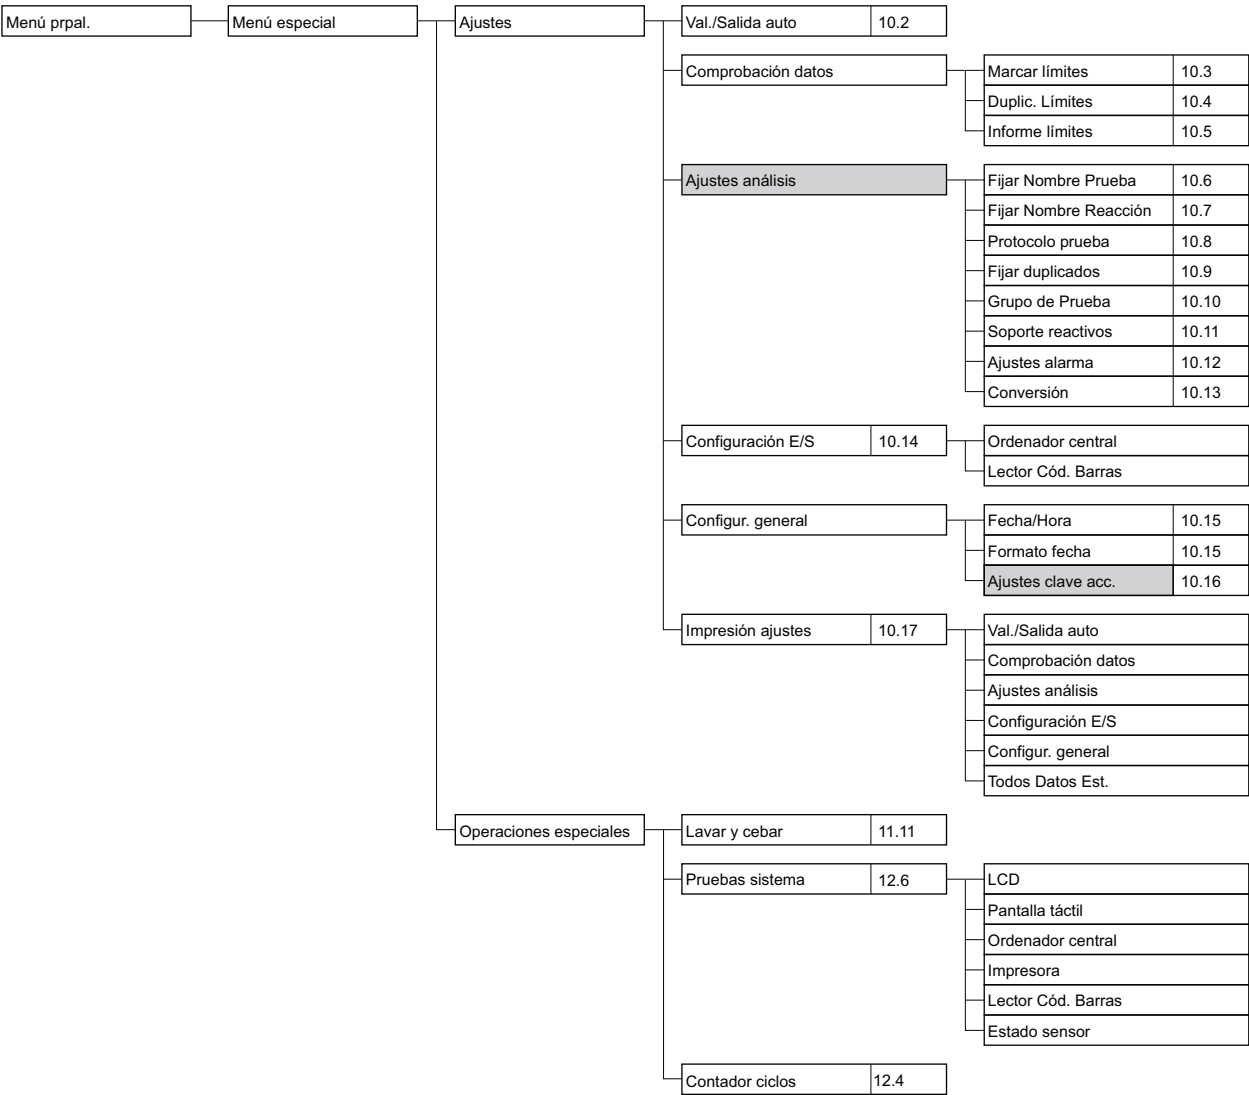 Menú prpal.
Menú especial
Ajustes
Val./Salida auto 10.2
Comprobación datos
Marcar límites 10.3
Duplic. Límites 10.4
Informe límites 10.5
Ajustes análisis
Fijar Nombre Prueba 10.6
Fijar Nombre Reacción 10.7
Protocolo prueba 10.8
Fijar duplicados 10.9
Grupo de Prueba 10.10
Soporte reactivos 10.11
Ajustes alarma 10.12
Conversión 10.13
Configuración E/S 10.14
Ordenador central
Lector Cód. Barras
Configur. general
Fecha/Hora 10.15
Formato fecha 10.15
Ajustes clave acc. 10.16
Impresión ajustes 10.17
Val./Salida auto
Comprobación datos
Ajustes análisis
Configuración E/S
Configur. general
Todos Datos Est.
Operaciones especiales
Lavar y cebar 11.11
Pruebas sistema 12.6
LCD
Pantalla táctil
Ordenador central
Impresora
Lector Cód. Barras
Estado sensor
Contador ciclos 12.4